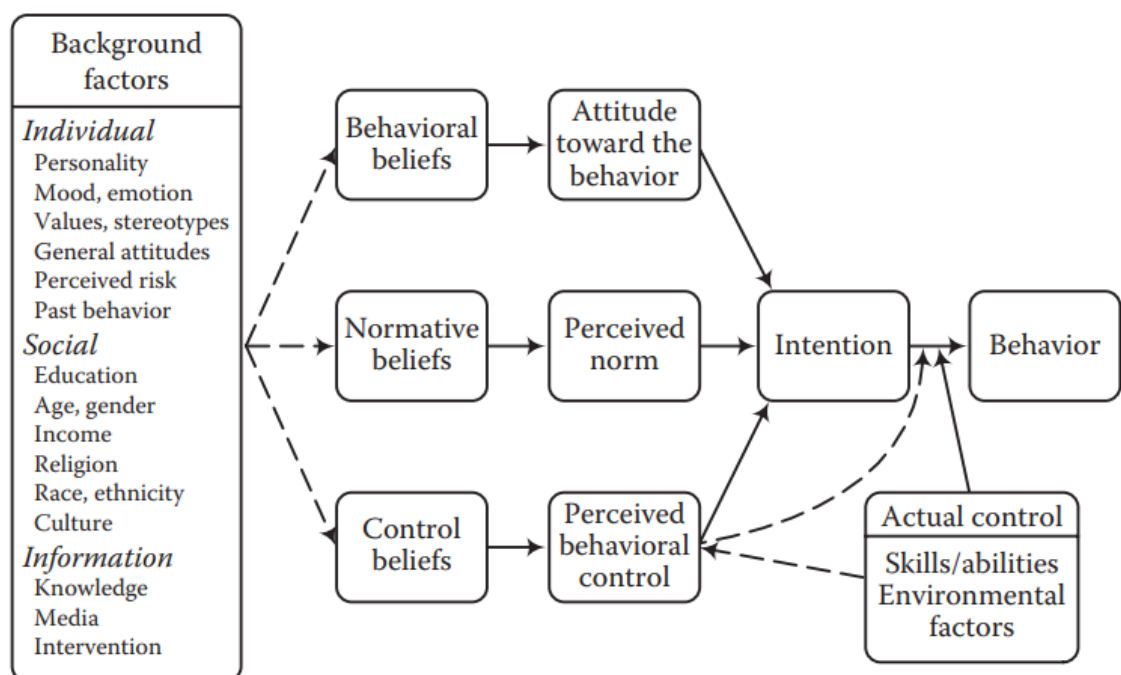 Background
factors
Individual
Personality
Mood, emotion
Values, stereotypes
General attitudes
Perceived risk
Past behavior
Social
Education
Age, gender
Income
Religion
Race, ethnicity
Culture
Information
Knowledge
Media
Intervention
Behavioral
beliefs
Attitude
toward the
behavior
Normative
beliefs
Perceived
norm
Intention
Behavior
Control
beliefs
Perceived
behavioral
control
Actual control
Skills/abilities
Environmental
factors